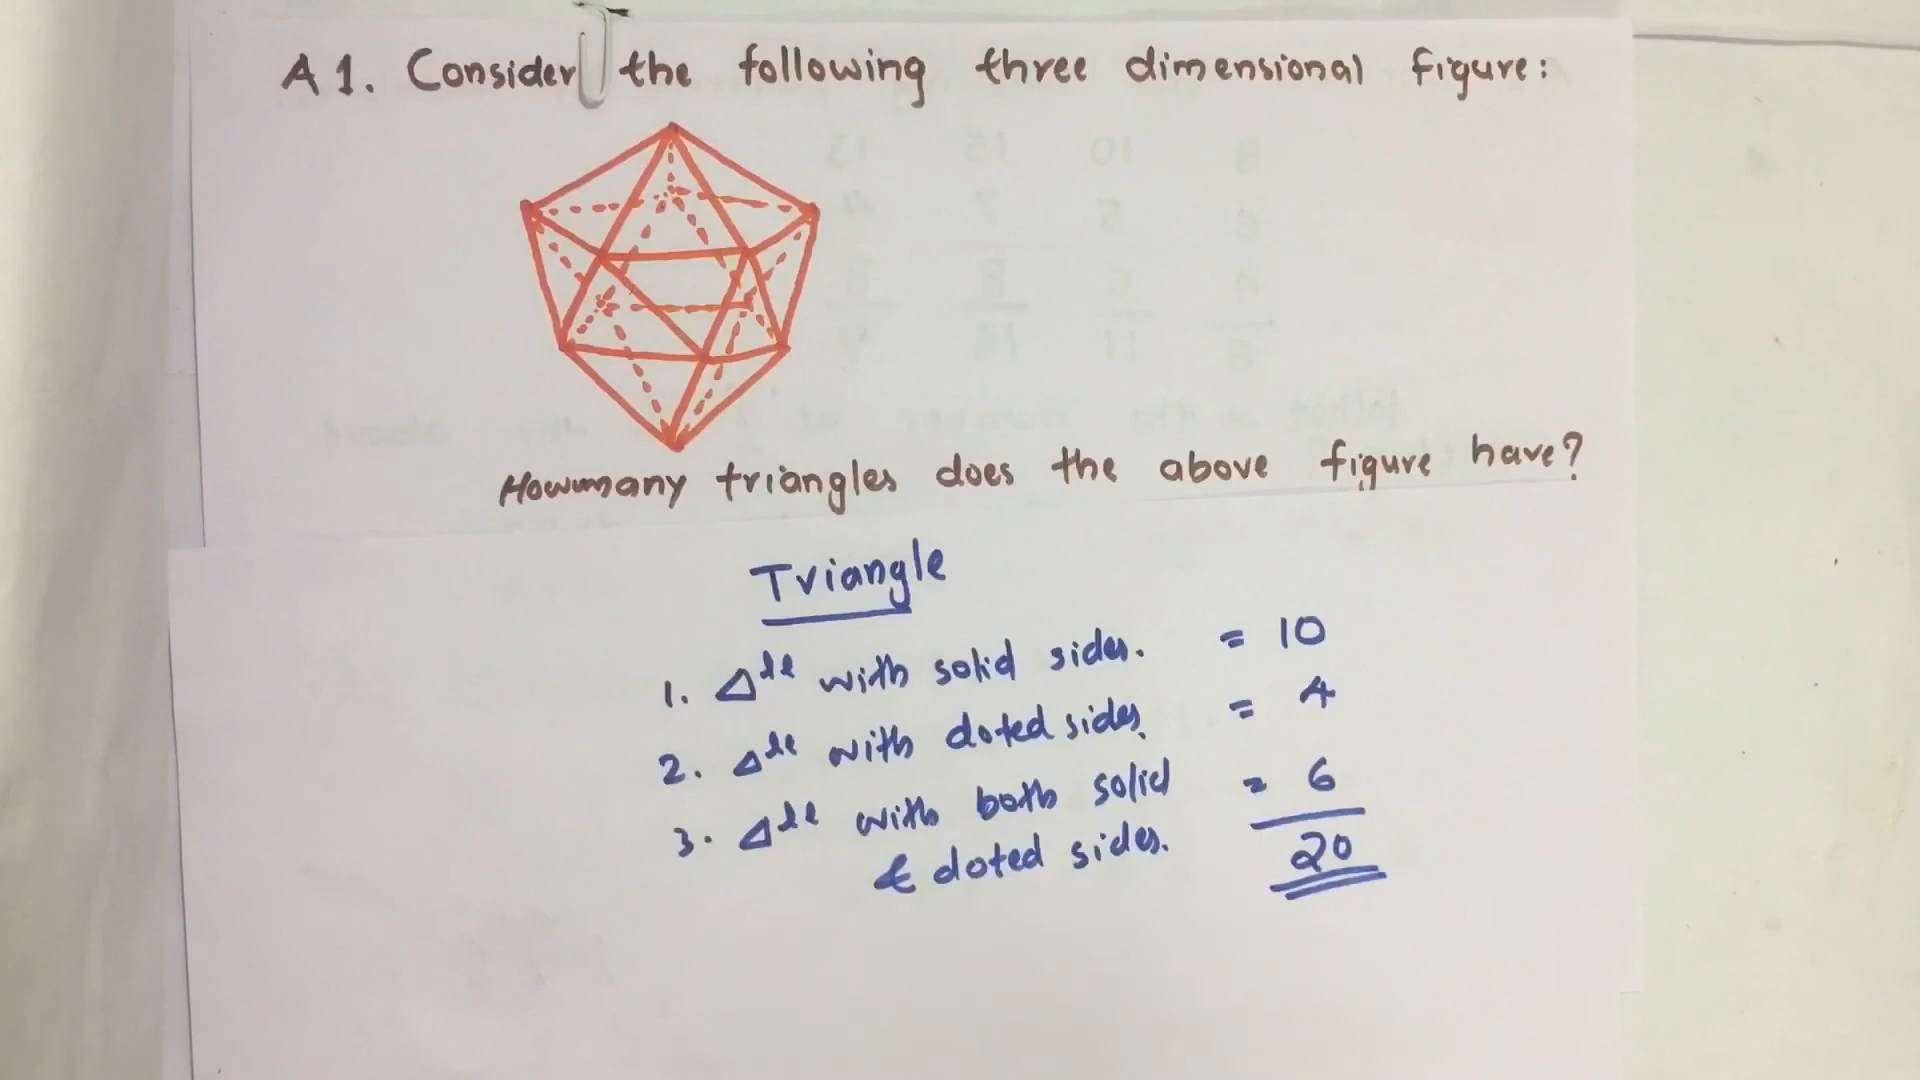 A1. Consider the following three dimensional figure:
Howmany triangles does the above figure have?
Triangle
1. Δle with solid sides. = 10
2. Δle with doted sides. = 4
3. Δle with both solid = 6
& doted sides. 20